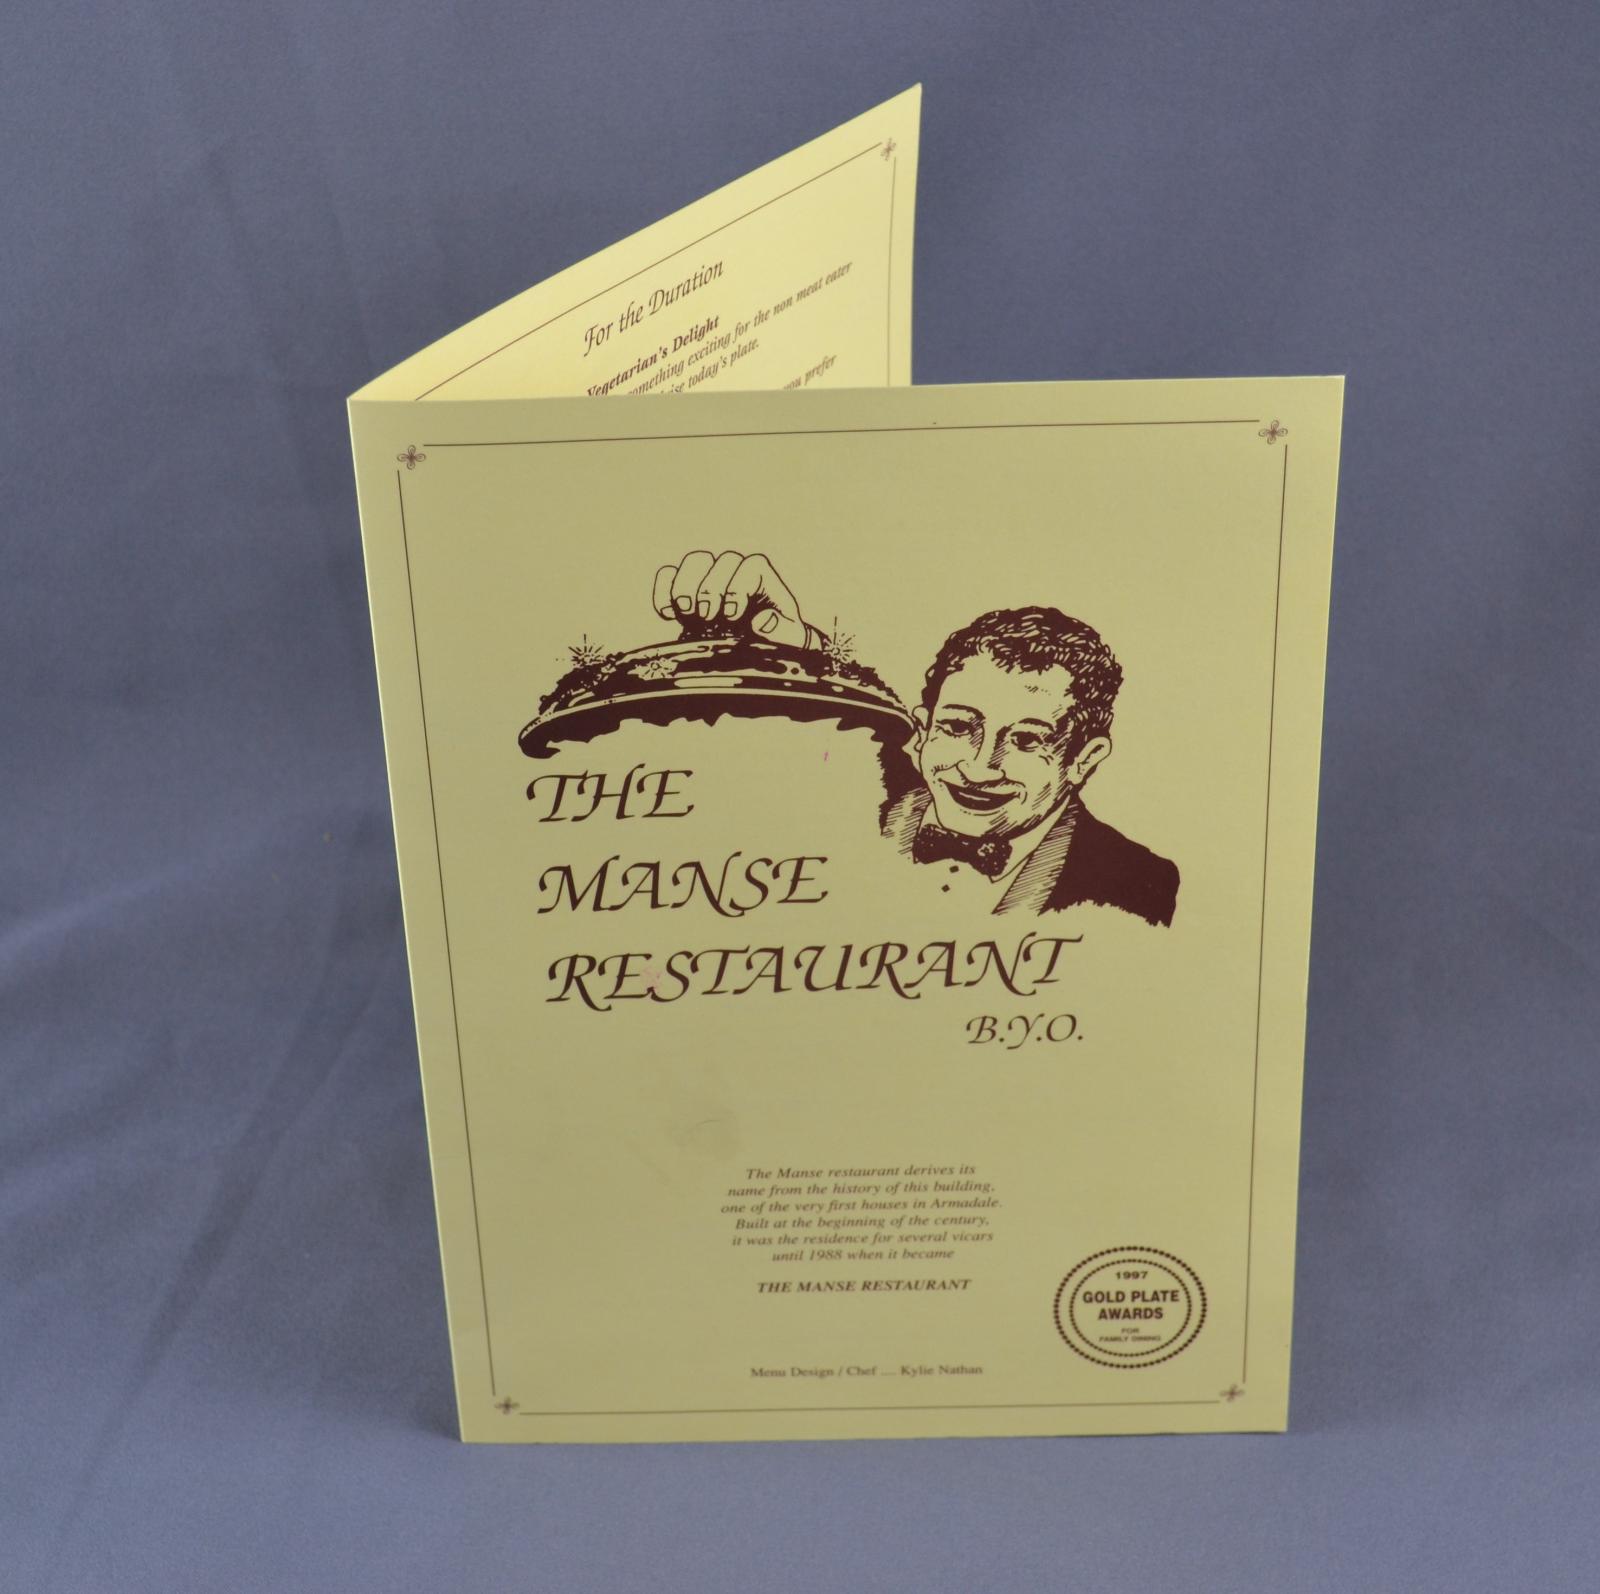 For the Duration
Vegetarian's Delight
something exciting for the non meat eater
today's plate.
you prefer
THE
MANSE
RESTAURANT
B.Y.O.
The Manse restaurant derives its
name from the history of this building,
one of the very first houses in Armadale.
Built at the beginning of the century,
it was the residence for several vicars
until 1988 when it became
THE MANSE RESTAURANT
1997
GOLD PLATE
AWARDS
FOR
FAMILY DINING
Menu Design / Chef .... Kylie Nathan